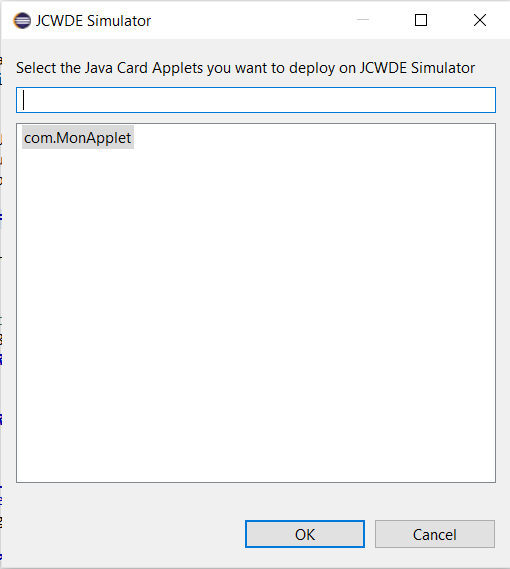 JCWDE Simulator
Select the Java Card Applets you want to deploy on JCWDE Simulator
com.MonApplet
OK
Cancel